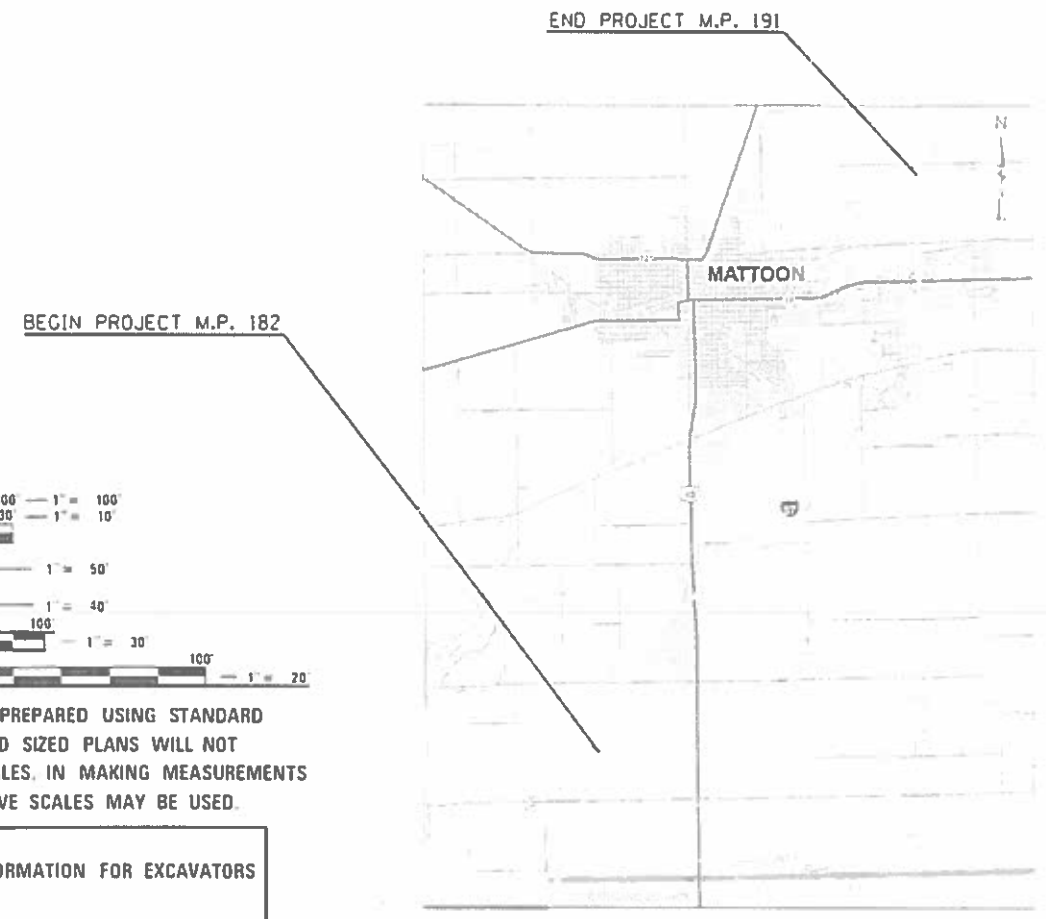 END PROJECT M.P. 191
N
MATTOON
BEGIN PROJECT M.P. 182
1"= 100'
1"= 10'
1"= 50'
1"= 40'
100'
1"= 30'
100'
1"= 20'
PREPARED USING STANDARD
D SIZED PLANS WILL NOT
LES. IN MAKING MEASUREMENTS
VE SCALES MAY BE USED.
ORMATION FOR EXCAVATORS